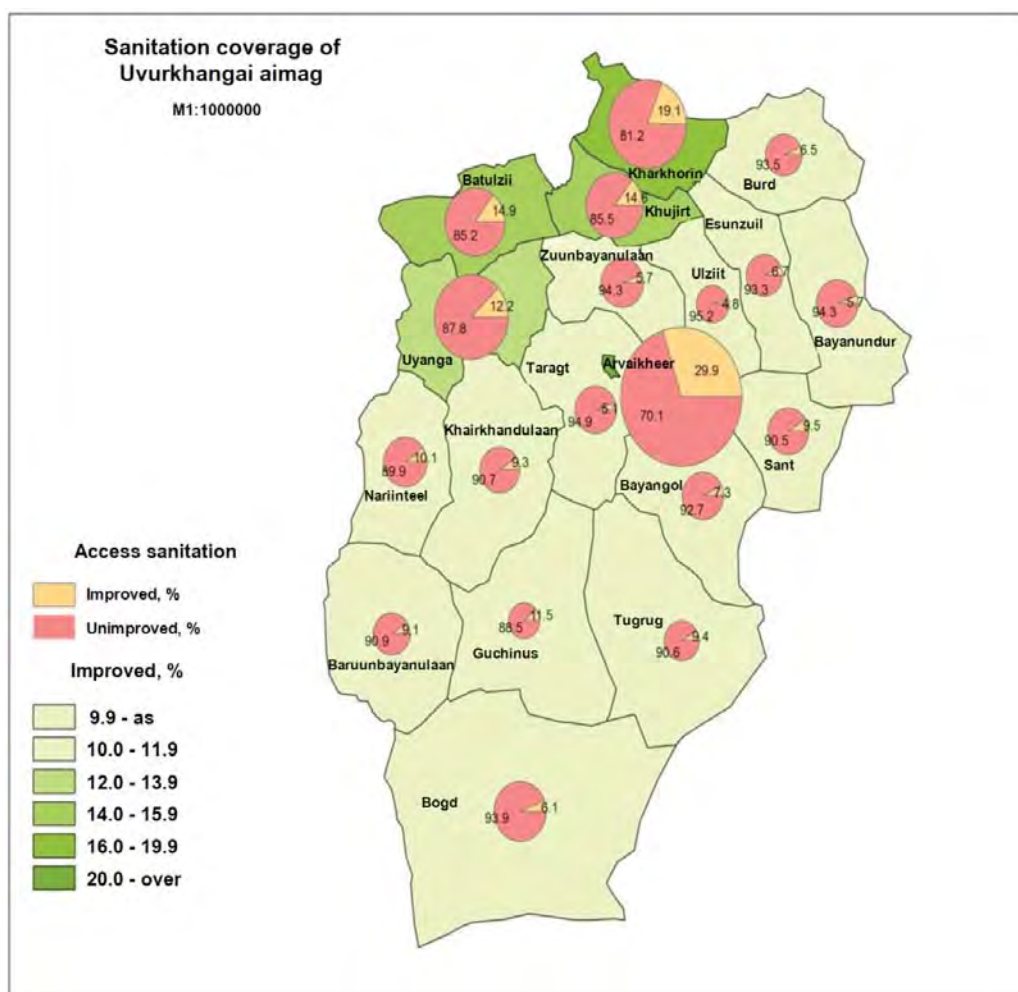 Sanitation coverage of
Uvurkhangai aimag
M1:1000000
19.1
81.2
Kharkhorin
6.5
93.5
Burd
Batulzii
14.9
85.2
14.6
85.5
Khujirt
Esunzuil
6.7
93.3
Zuunbayanulaan
5.7
94.3
Ulziit
4.8
95.2
5.7
94.3
Bayanundur
12.2
87.8
Uyanga
Taragt
5.1
94.9
Arvaikheer
29.9
70.1
Khairkhandulaan
9.3
90.7
10.1
89.9
Nariinteel
9.5
90.5
Sant
Bayangol
7.3
92.7
Access sanitation
Improved, %
Unimproved, %
Improved, %
9.9 - as
10.0 - 11.9
12.0 - 13.9
14.0 - 15.9
16.0 - 19.9
20.0 - over
9.1
90.9
Baruunbayanulaan
11.5
88.5
Guchinus
Tugrug
9.4
90.6
Bogd
6.1
93.9